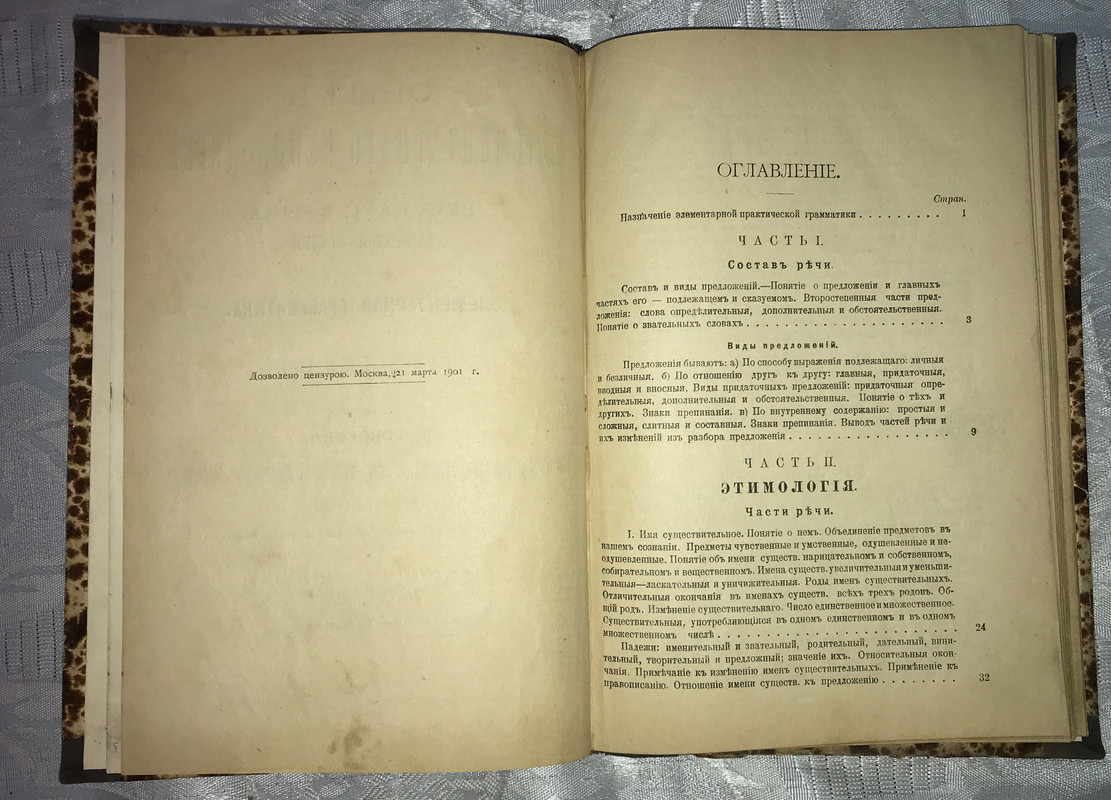 Дозволено цензурою. Москва, 21 марта 1901 г.
ОГЛАВЛЕНІЕ.
Стран.
Назначеніе элементарной практической грамматики . . . . . . . . . 1
ЧАСТЬ I.
Составъ рѣчи.
Составъ и виды предложеній.—Понятіе о предложеніи и главныхъ
частяхъ его — подлежащемъ и сказуемомъ. Второстепенныя части пред-
ложенія: слова опредѣлительныя, дополнительныя и обстоятельственныя.
Понятіе о звательныхъ словахъ . . . . . . . . . . . . . . . . . . . . 3
Виды предложеній.
Предложенія бываютъ: а) По способу выраженія подлежащаго: личныя
и безличныя. б) По отношенію другъ къ другу: главныя, придаточныя,
вводныя и вносныя. Виды придаточныхъ предложеній: придаточныя опре-
дѣлительныя, дополнительныя и обстоятельственныя. Понятіе о тѣхъ и
другихъ. Знаки препинанія. в) По внутреннему содержанію: простыя и
сложныя, слитныя и составныя. Знаки препинанія. Выводъ частей рѣчи и
ихъ измѣненій изъ разбора предложенія . . . . . . . . . . . . . . . . 9
ЧАСТЬ II.
ЭТИМОЛОГІЯ.
Части рѣчи.
I. Имя существительное. Понятіе о немъ. Объединеніе предметовъ въ
нашемъ сознаніи. Предметы чувственные и умственные, одушевленные и не-
одушевленные. Понятіе объ имени существ. нарицательномъ и собственномъ,
собирательномъ и вещественномъ. Имена существ. увеличительныя и уменьши-
тельныя—ласкательныя и уничижительныя. Роды именъ существительныхъ.
Отличительныя окончанія въ именахъ существ. всѣхъ трехъ родовъ. Об-
щій родъ. Измѣненіе существительнаго. Число единственное и множественное.
Существительныя, употребляющіяся въ одномъ единственномъ и въ одномъ
множественномъ числѣ . . . . . . . . . . . . . . . . . . . . . . . . 24
Падежи: именительный и звательный, родительный, дательный, вини-
тельный, творительный и предложный; значеніе ихъ. Относительныя окон-
чанія. Примѣчаніе къ измѣненію именъ существительныхъ. Примѣненіе къ
правописанію. Отношеніе имени существ. къ предложенію . . . . . . . . 32